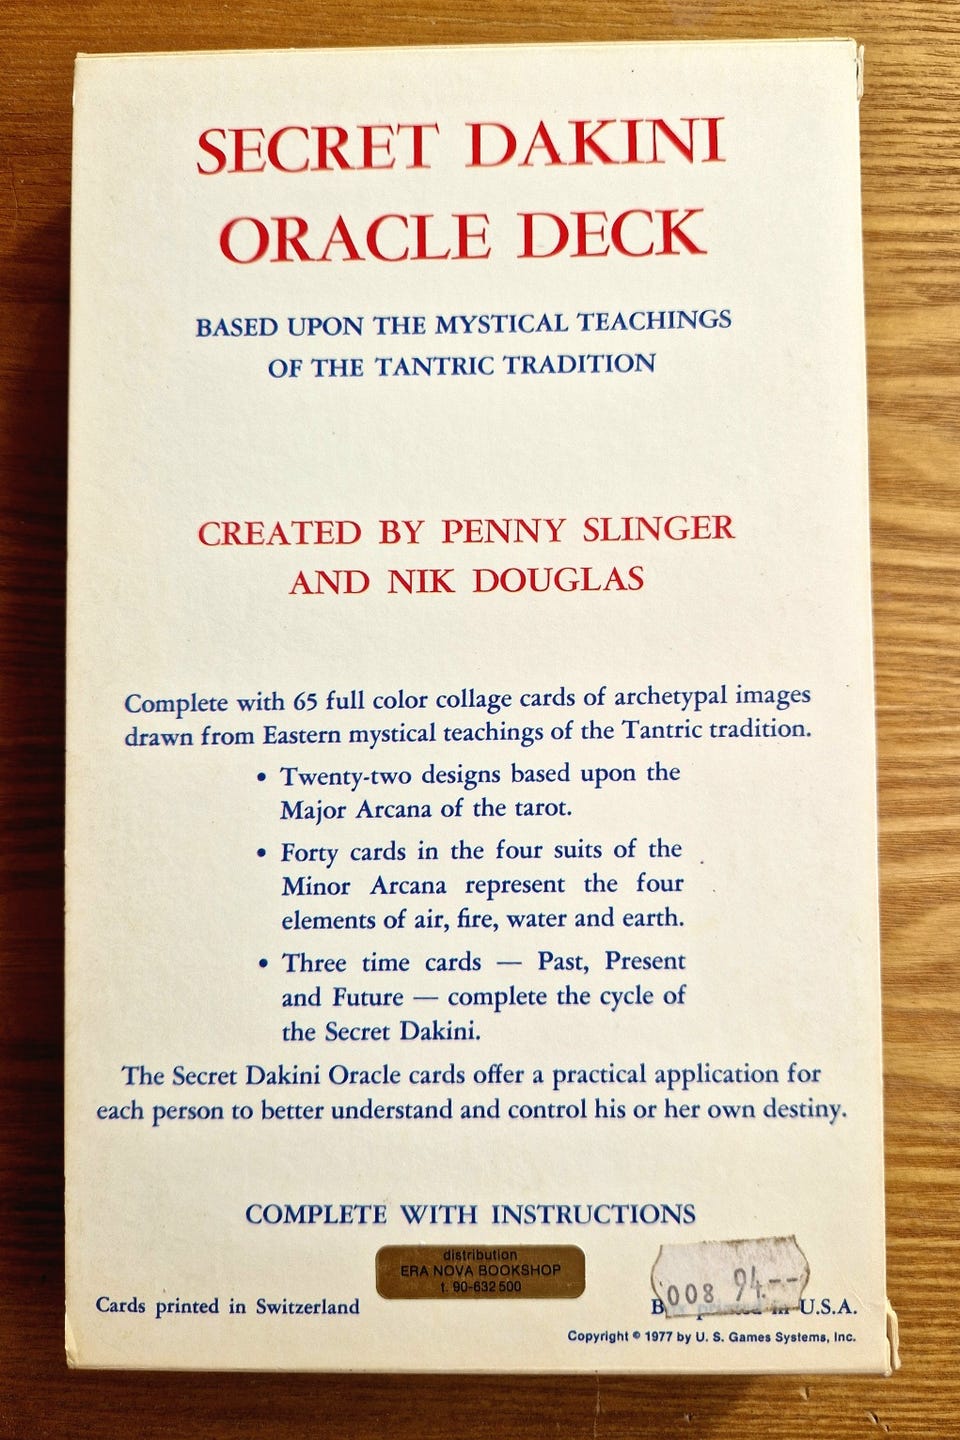 SECRET DAKINI
ORACLE DECK
BASED UPON THE MYSTICAL TEACHINGS
OF THE TANTRIC TRADITION
CREATED BY PENNY SLINGER
AND NIK DOUGLAS
Complete with 65 full color collage cards of archetypal images
drawn from Eastern mystical teachings of the Tantric tradition.
• Twenty-two designs based upon the
Major Arcana of the tarot.
• Forty cards in the four suits of the
Minor Arcana represent the four
elements of air, fire, water and earth.
• Three time cards — Past, Present
and Future — complete the cycle of
the Secret Dakini.
The Secret Dakini Oracle cards offer a practical application for
each person to better understand and control his or her own destiny.
COMPLETE WITH INSTRUCTIONS
distribution
ERA NOVA BOOKSHOP
t. 90-632 500
008 94.--
Cards printed in Switzerland
printed in U.S.A.
Copyright © 1977 by U. S. Games Systems, Inc.